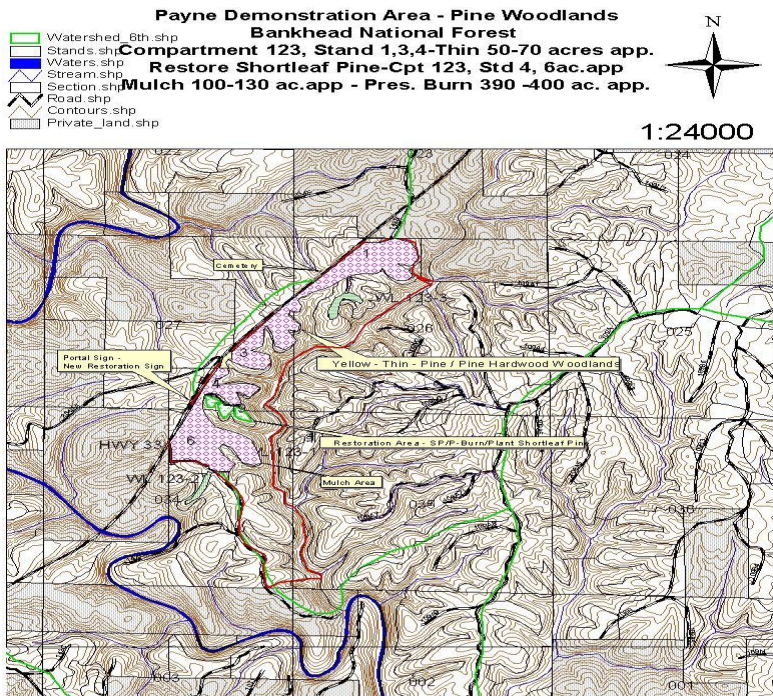 Payne Demonstration Area - Pine Woodlands
Bankhead National Forest
Compartment 123, Stand 1,3,4-Thin 50-70 acres app.
Restore Shortleaf Pine-Cpt 123, Std 4, 6ac.app
Mulch 100-130 ac.app - Pres. Burn 390 -400 ac. app.
N
Watershed_6th.shp
Stands.shp
Waters.shp
Stream.shp
Section.shp
Road.shp
Contours.shp
Private_land.shp
1:24000
022
023
024
1
Cemetery
WL 123-3
027
026
025
3
Portal Sign -
New Restoration Sign
Yellow - Thin - Pine / Pine Hardwood Woodlands
4
HWY 33
6
Restoration Area - SP/P-Burn/Plant Shortleaf Pin
Mulch Area
WL 123-2
034
035
036
003
002
001